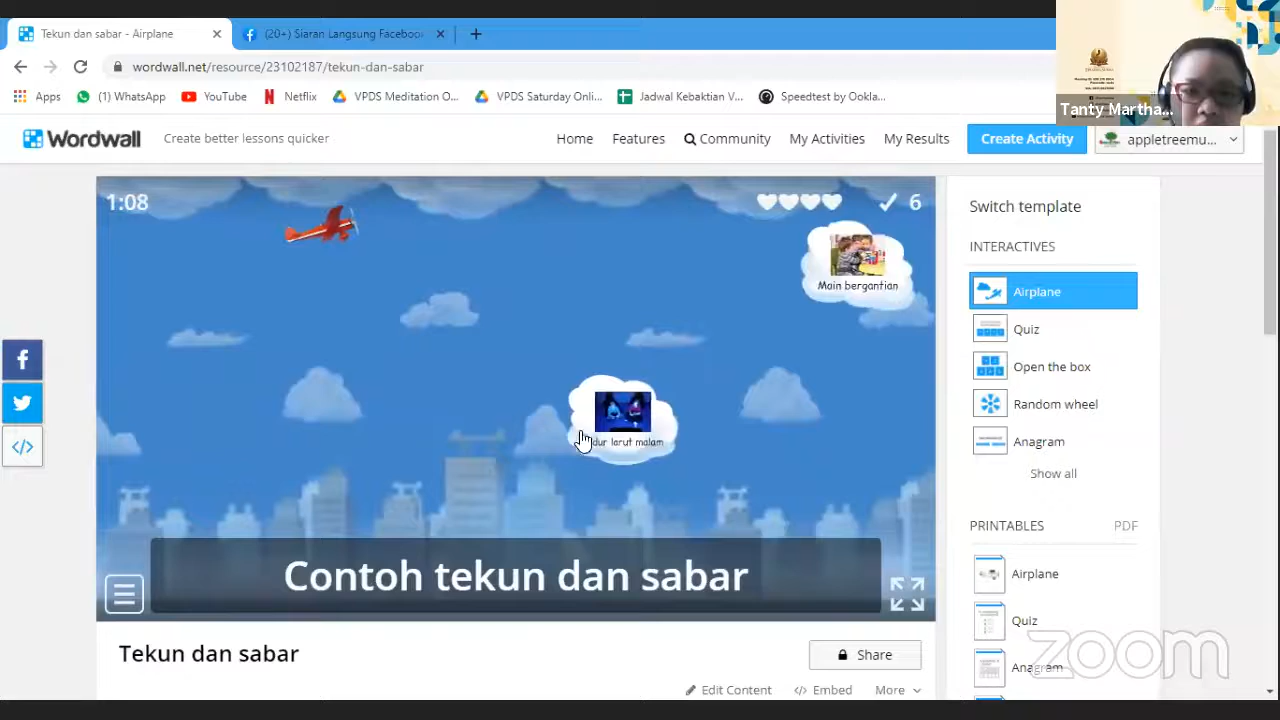 Tekun dan sabar - Airplane
(20+) Siaran Langsung Facebook
wordwall.net/resource/23102187/tekun-dan-sabar
Apps
(1) WhatsApp
YouTube
Netflix
VPDS Visitation O...
VPDS Saturday Onli...
Jadwal Kebaktian V...
Speedtest by Ookla...
Tanty Martha...
Wordwall
Create better lessons quicker
Home
Features
Community
My Activities
My Results
Create Activity
appletreemu...
1:08
6
Main bergantian
larut malam
Contoh tekun dan sabar
Switch template
INTERACTIVES
Airplane
Quiz
Open the box
Random wheel
Anagram
Show all
PRINTABLES
PDF
Airplane
Quiz
Anagram
Tekun dan sabar
Share
Edit Content
Embed
More
zoom